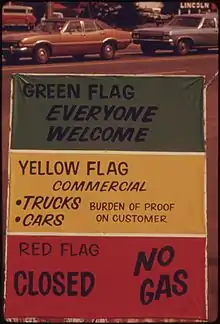 LINCOLN
GREEN FLAG
EVERYONE
WELCOME
YELLOW FLAG
COMMERCIAL
•TRUCKS
•CARS
BURDEN OF PROOF
ON CUSTOMER
RED FLAG
CLOSED
NO
GAS